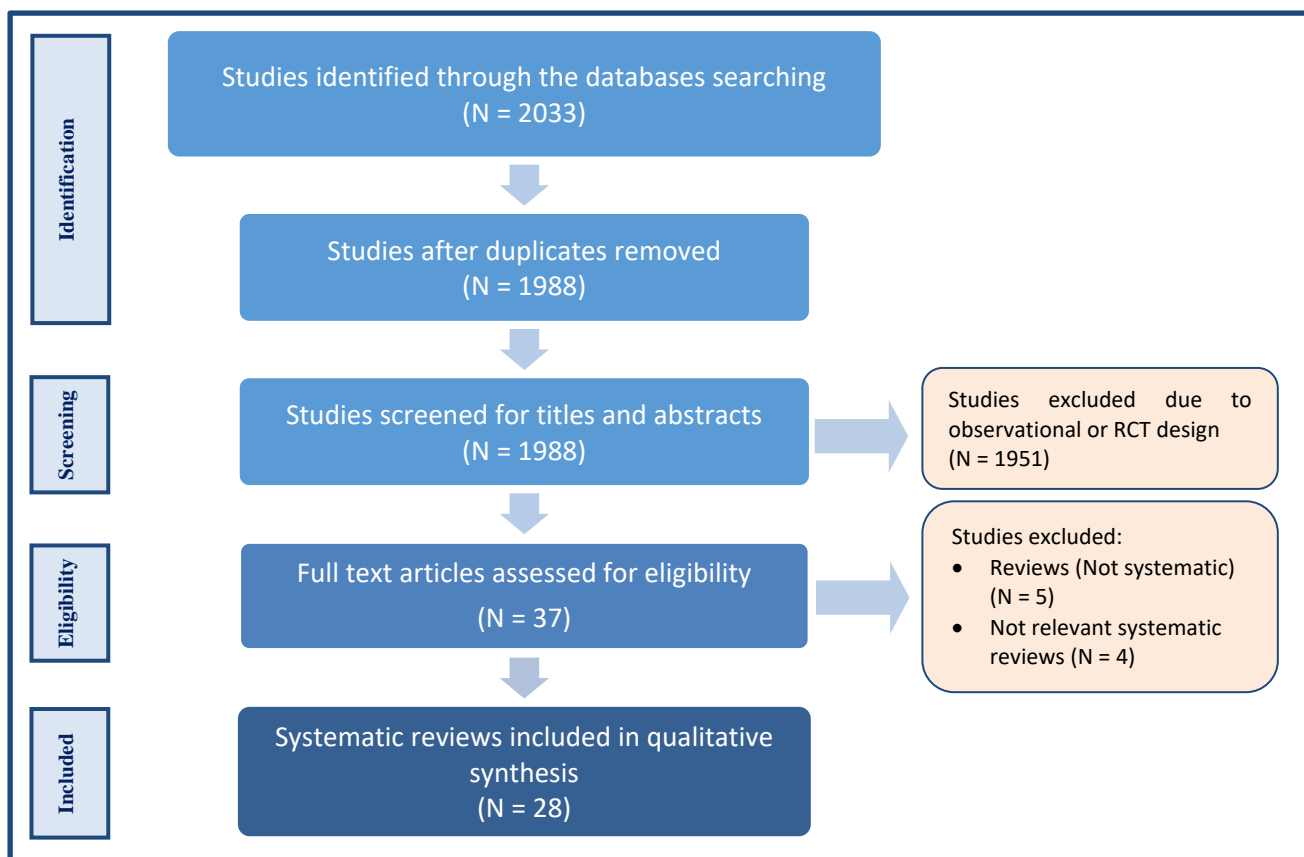 Identification
Studies identified through the databases searching
(N = 2033)
Studies after duplicates removed
(N = 1988)
Screening
Studies screened for titles and abstracts
(N = 1988)
Studies excluded due to
observational or RCT design
(N = 1951)
Eligibility
Full text articles assessed for eligibility
(N = 37)
Studies excluded:
• Reviews (Not systematic)
(N = 5)
• Not relevant systematic
reviews (N = 4)
Included
Systematic reviews included in qualitative
synthesis
(N = 28)